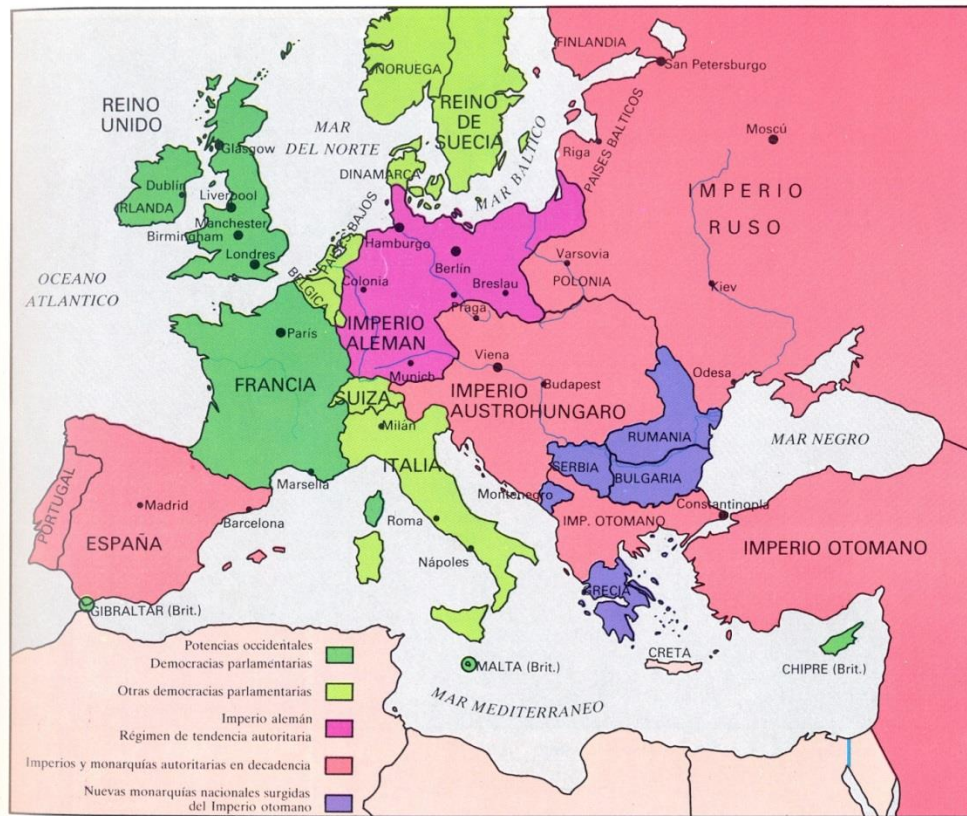 FINLANDIA
San Petersburgo
NORUEGA
REINO
DE
SUECIA
REINO
UNIDO
MAR
DEL NORTE
MAR BALTICO
PAISES BALTICOS
Moscú
Glasgow
Riga
DINAMARCA
IMPERIO
RUSO
Dublín
Liverpool
IRLANDA
Manchester
Birmingham
PAISES BAJOS
Hamburgo
Londres
Berlín
Varsovia
OCEANO
ATLANTICO
BELGICA
Colonia
Breslau
POLONIA
Kiev
Praga
París
IMPERIO
ALEMAN
Viena
Munich
FRANCIA
SUIZA
IMPERIO
AUSTROHUNGARO
Budapest
Odesa
Milán
RUMANIA
MAR NEGRO
ITALIA
SERBIA
BULGARIA
Marsella
Montenegro
PORTUGAL
Madrid
Barcelona
Roma
Constantinopla
IMP. OTOMANO
ESPAÑA
IMPERIO OTOMANO
Nápoles
GRECIA
GIBRALTAR (Brit.)
CRETA
MALTA (Brit.)
CHIPRE (Brit.)
MAR MEDITERRANEO
Potencias occidentales
Democracias parlamentarias
Otras democracias parlamentarias
Imperio alemán
Régimen de tendencia autoritaria
Imperios y monarquías autoritarias en decadencia
Nuevas monarquías nacionales surgidas
del Imperio otomano